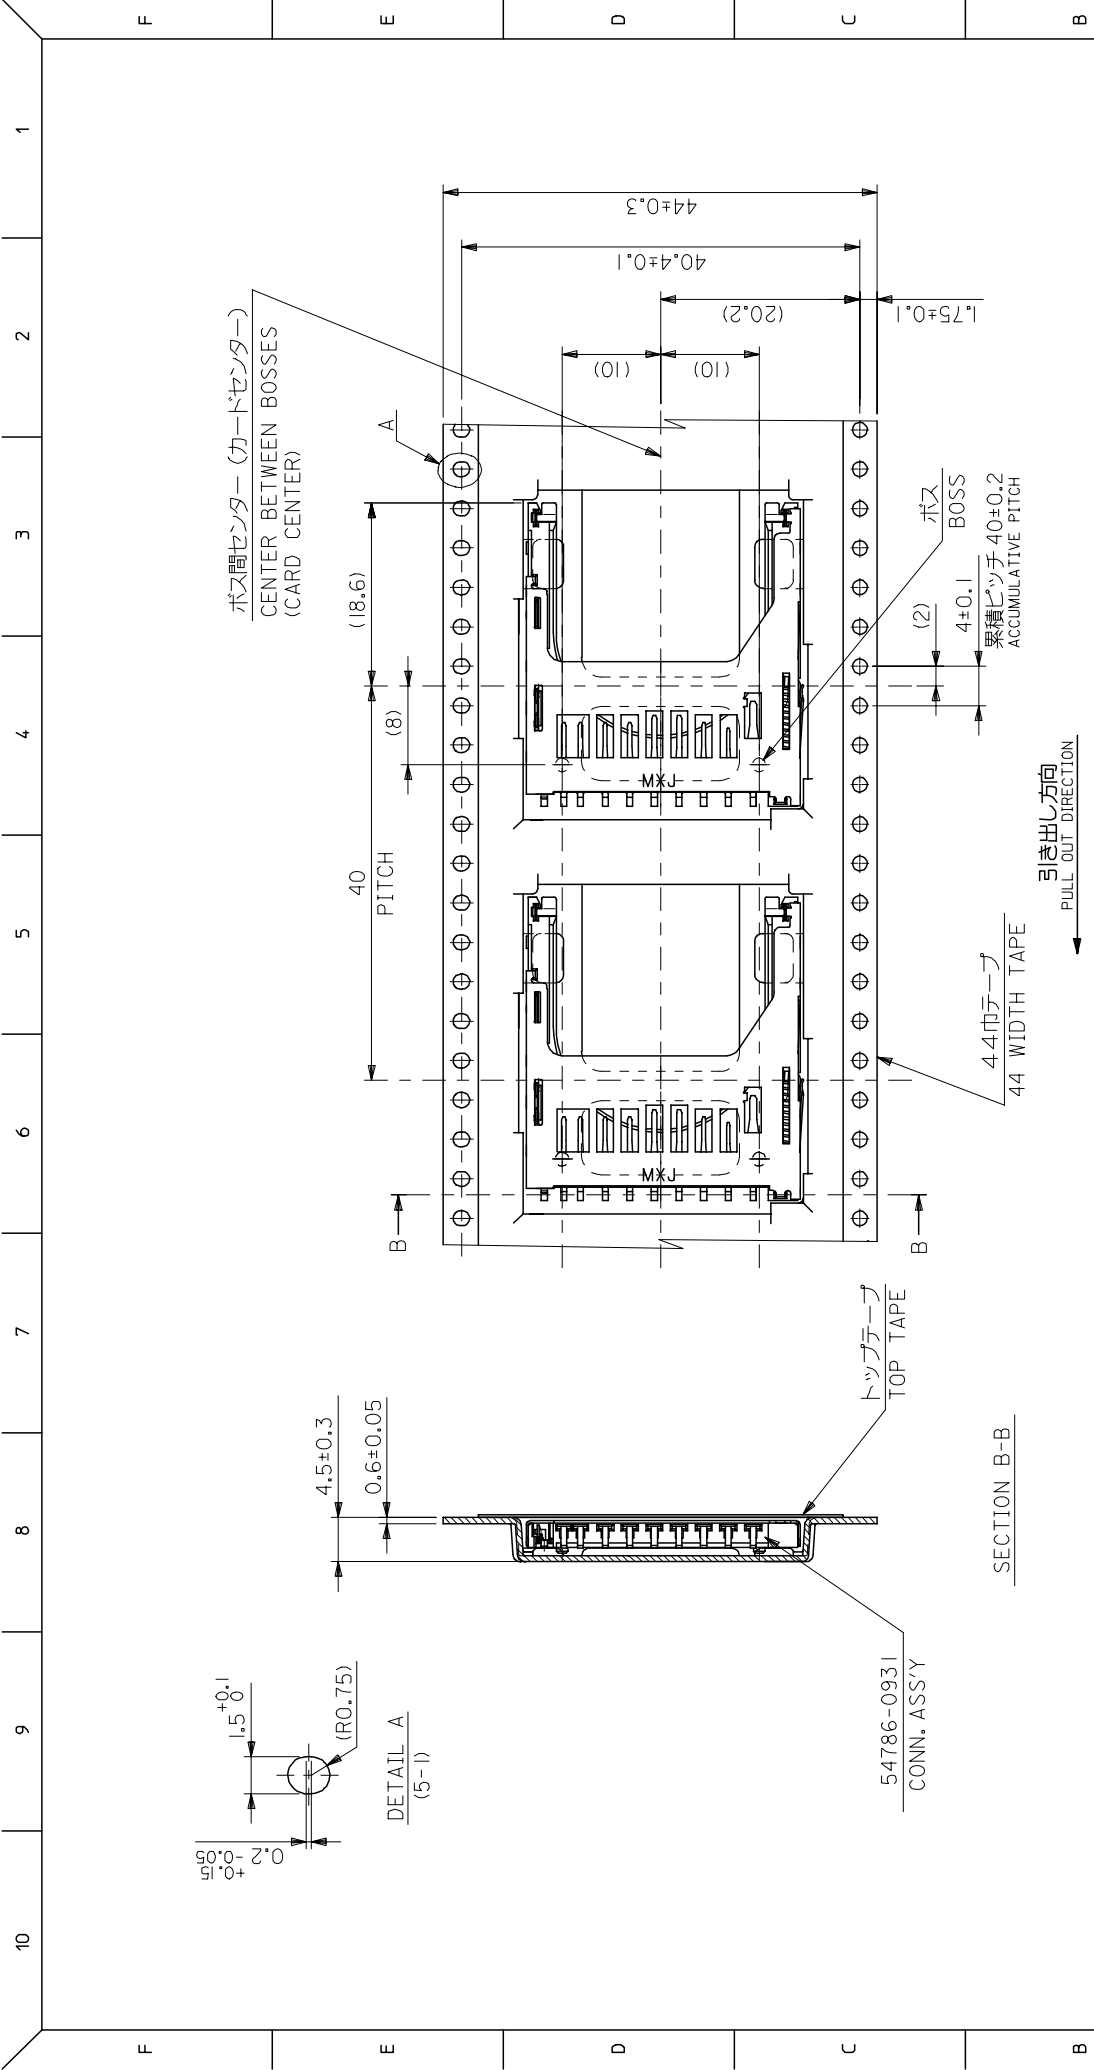 F
E
D
C
B
1
2
3
4
5
6
7
8
9
10
F
E
D
C
B
ボス間センター (カードセンター)
CENTER BETWEEN BOSSES
(CARD CENTER)
A
(18.6)
(8)
40
PITCH
44±0.3
40.4±0.1
(20.2)
1.75±0.1
(10)
(10)
MXJ
MXJ
ボス
BOSS
(2)
4±0.1
累積ピッチ 40±0.2
ACCUMULATIVE PITCH
引き出し方向
PULL OUT DIRECTION
44巾テープ
44 WIDTH TAPE
B
B
4.5±0.3
0.6±0.05
トップテープ
TOP TAPE
SECTION B-B
54786-0931
CONN. ASS'Y
1.5 +0.1 0
(R0.75)
0.2 +0.15 -0.05
DETAIL A
(5-1)